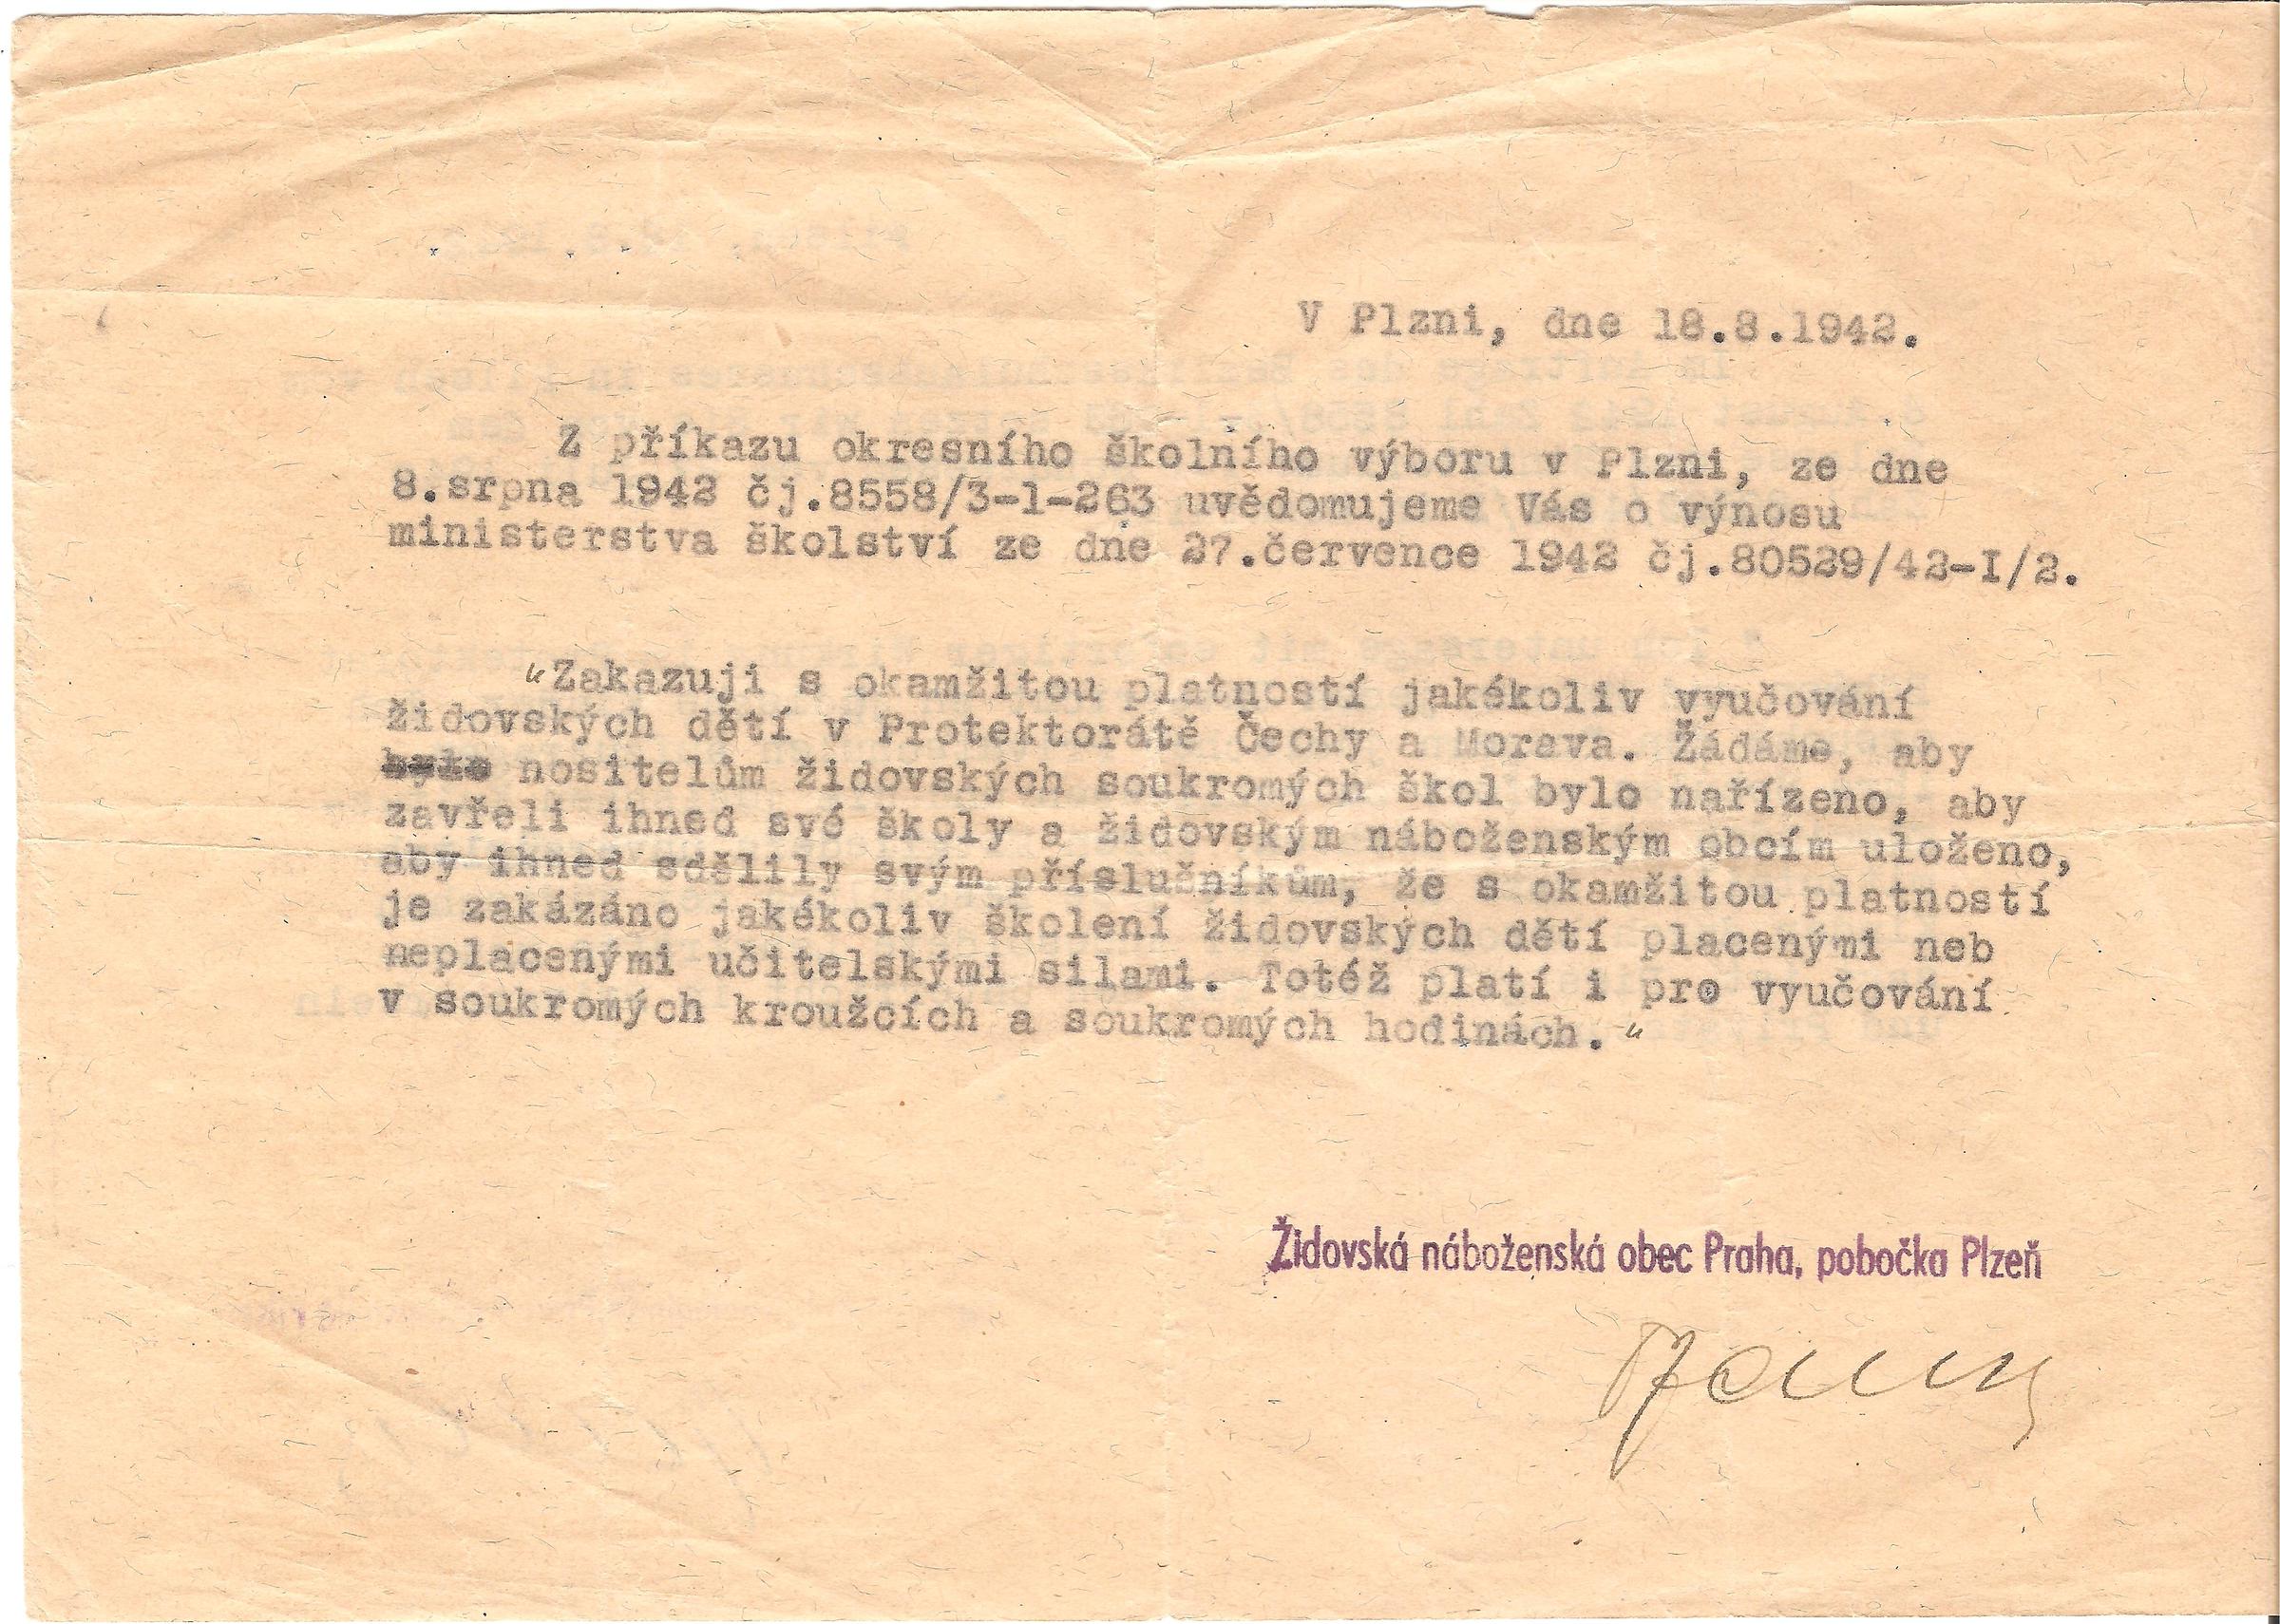 V Plzni, dne 18.8.1942.
Z příkazu okresního školního výboru v Plzni, ze dne
8.srpna 1942 čj.8558/3-1-263 uvědomujeme Vás o výnosu
ministerstva školství ze dne 27.července 1942 čj.80529/42-I/2.
"Zakazuji s okamžitou platností jakékoliv vyučování
židovských dětí v Protektorátě Čechy a Morava. Žádáme, aby
nositelům židovských soukromých škol bylo nařízeno, aby
zavřeli ihned své školy a židovským náboženským obcím uloženo,
aby ihned sdělily svým příslušníkům, že s okamžitou platností
je zakázáno jakékoliv školení židovských dětí placenými neb
neplacenými učitelskými silami. Totéž platí i pro vyučování
v soukromých kroužcích a soukromých hodinách."
Židovská náboženská obec Praha, pobočka Plzeň